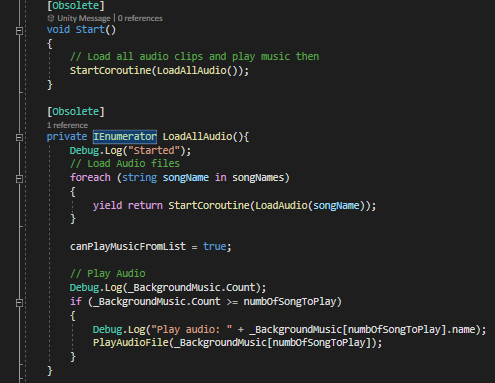 [Obsolete]
Unity Message | 0 references
void Start()
{
// Load all audio clips and play music then
StartCoroutine(LoadAllAudio());
}
[Obsolete]
1 reference
private IEnumerator LoadAllAudio(){
Debug.Log("Started");
// Load Audio files
foreach (string songName in songNames)
{
yield return StartCoroutine(LoadAudio(songName));
}
canPlayMusicFromList = true;
// Play Audio
Debug.Log(_BackgroundMusic.Count);
if (_BackgroundMusic.Count >= numbOfSongToPlay)
{
Debug.Log("Play audio: " + _BackgroundMusic[numbOfSongToPlay].name);
PlayAudioFile(_BackgroundMusic[numbOfSongToPlay]);
}
}